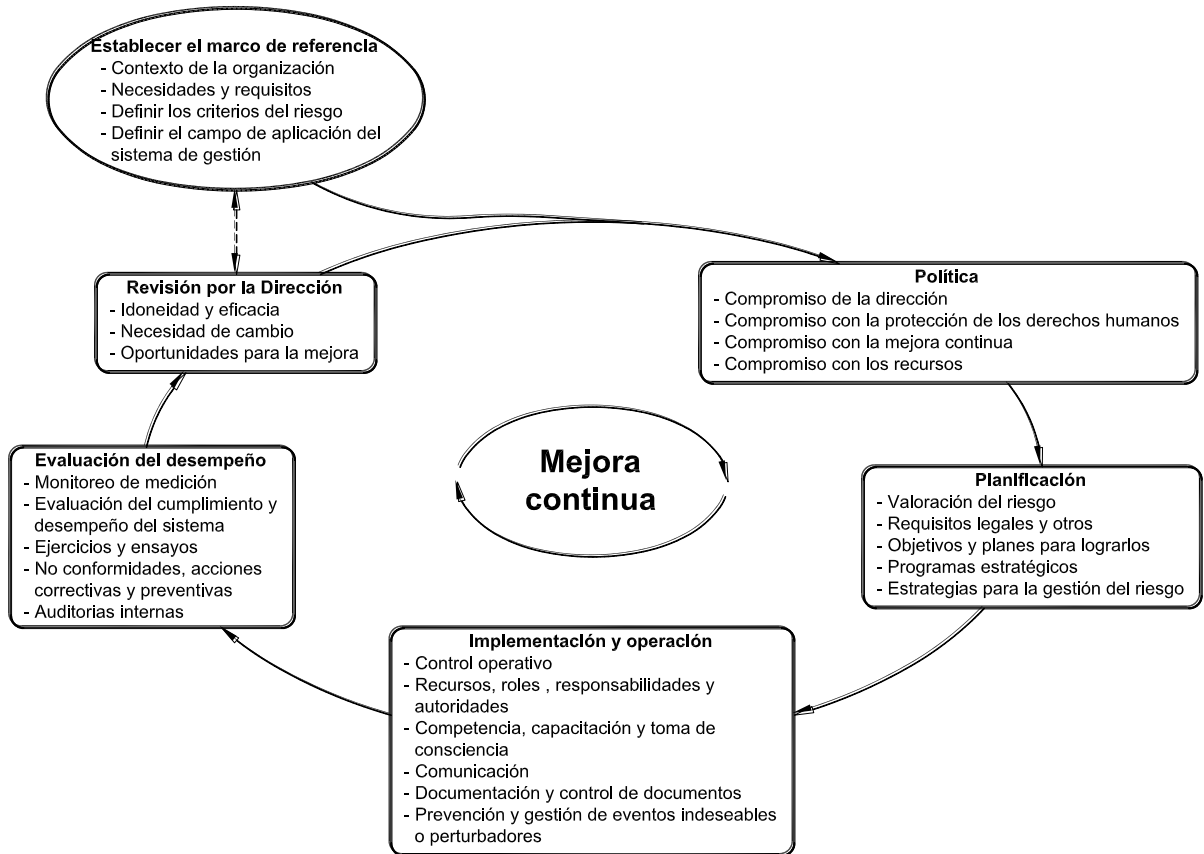 Establecer el marco de referencia
- Contexto de la organización
- Necesidades y requisitos
- Definir los criterios del riesgo
- Definir el campo de aplicación del
sistema de gestión
Revisión por la Dirección
- Idoneidad y eficacia
- Necesidad de cambio
- Oportunidades para la mejora
Política
- Compromiso de la dirección
- Compromiso con la protección de los derechos humanos
- Compromiso con la mejora continua
- Compromiso con los recursos
Evaluación del desempeño
- Monitoreo de medición
- Evaluación del cumplimiento y
desempeño del sistema
- Ejercicios y ensayos
- No conformidades, acciones
correctivas y preventivas
- Auditorias internas
Mejora
continua
Planificación
- Valoración del riesgo
- Requisitos legales y otros
- Objetivos y planes para lograrlos
- Programas estratégicos
- Estrategias para la gestión del riesgo
Implementación y operación
- Control operativo
- Recursos, roles , responsabilidades y
autoridades
- Competencia, capacitación y toma de
consciencia
- Comunicación
- Documentación y control de documentos
- Prevención y gestión de eventos indeseables
o perturbadores